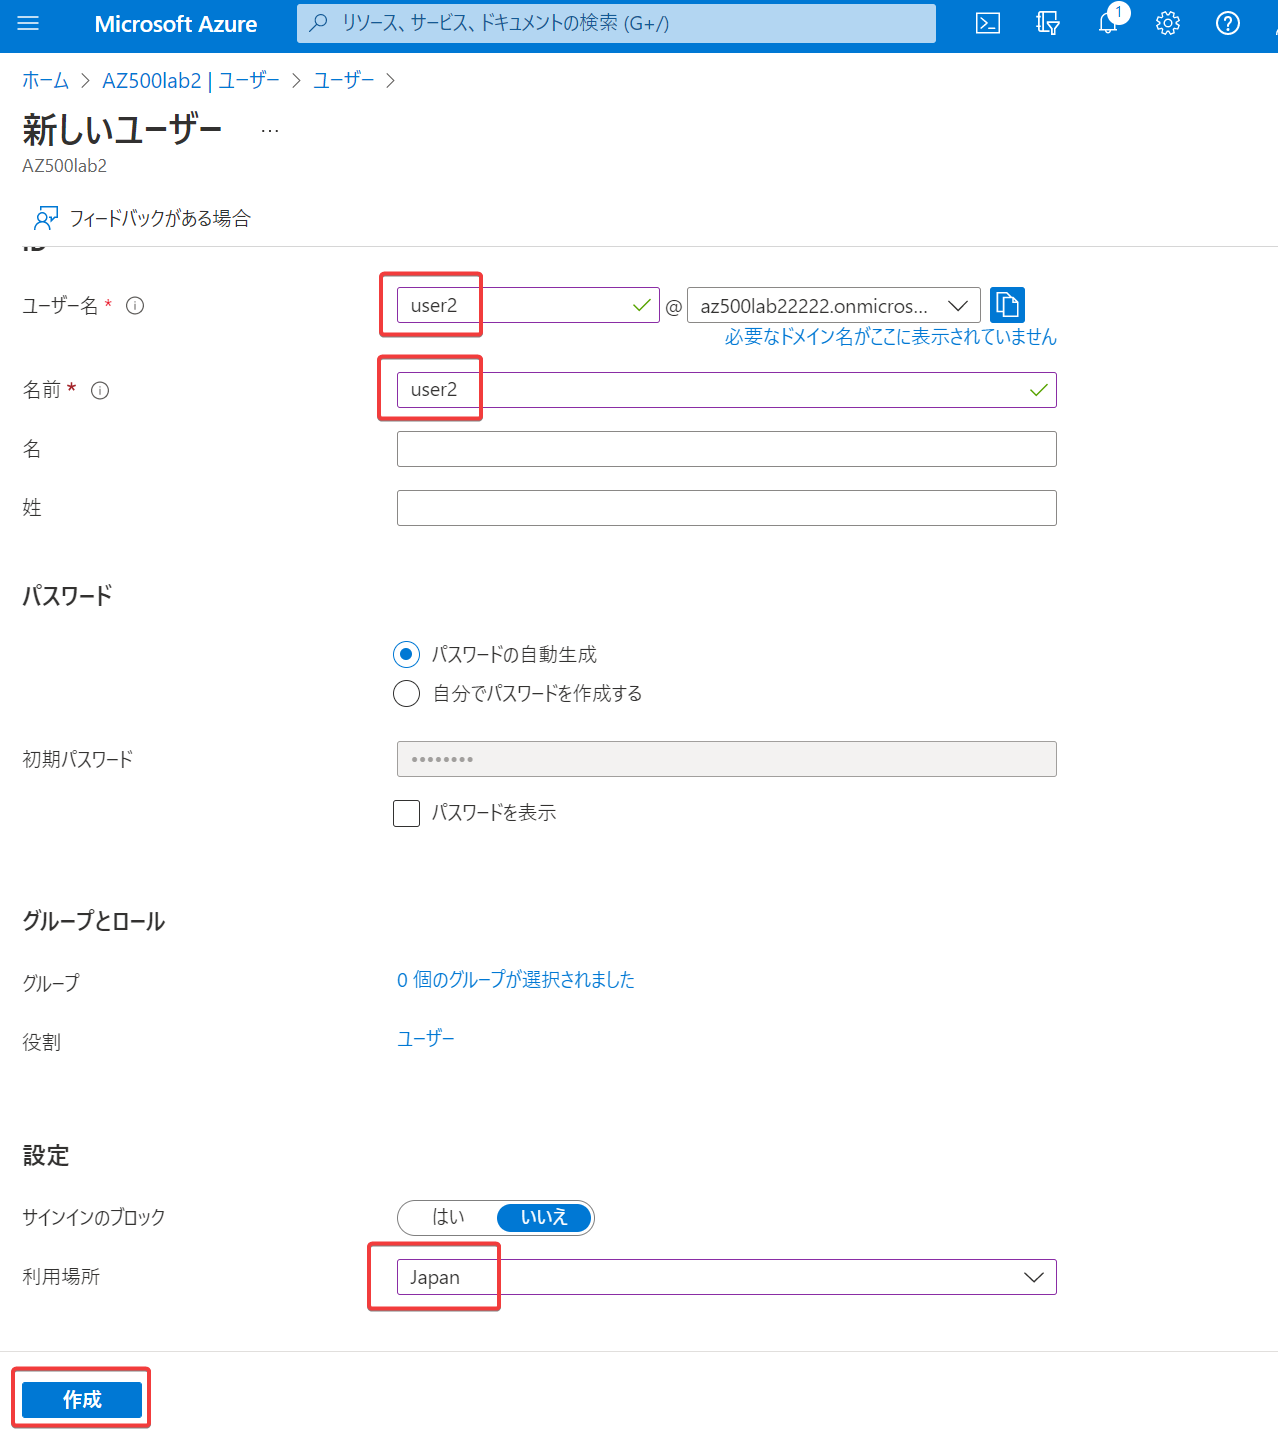 Microsoft Azure
リソース、サービス、ドキュメントの検索 (G+/)
1
ホーム > AZ500lab2 | ユーザー > ユーザー >
新しいユーザー ...
AZ500lab2
フィードバックがある場合
ID
ユーザー名 *
user2
@
az500lab22222.onmicros...
必要なドメイン名がここに表示されていません
名前 *
user2
名
姓
パスワード
パスワードの自動生成
自分でパスワードを作成する
初期パスワード
••••••••
パスワードを表示
グループとロール
グループ
0 個のグループが選択されました
役割
ユーザー
設定
サインインのブロック
はい
いいえ
利用場所
Japan
作成